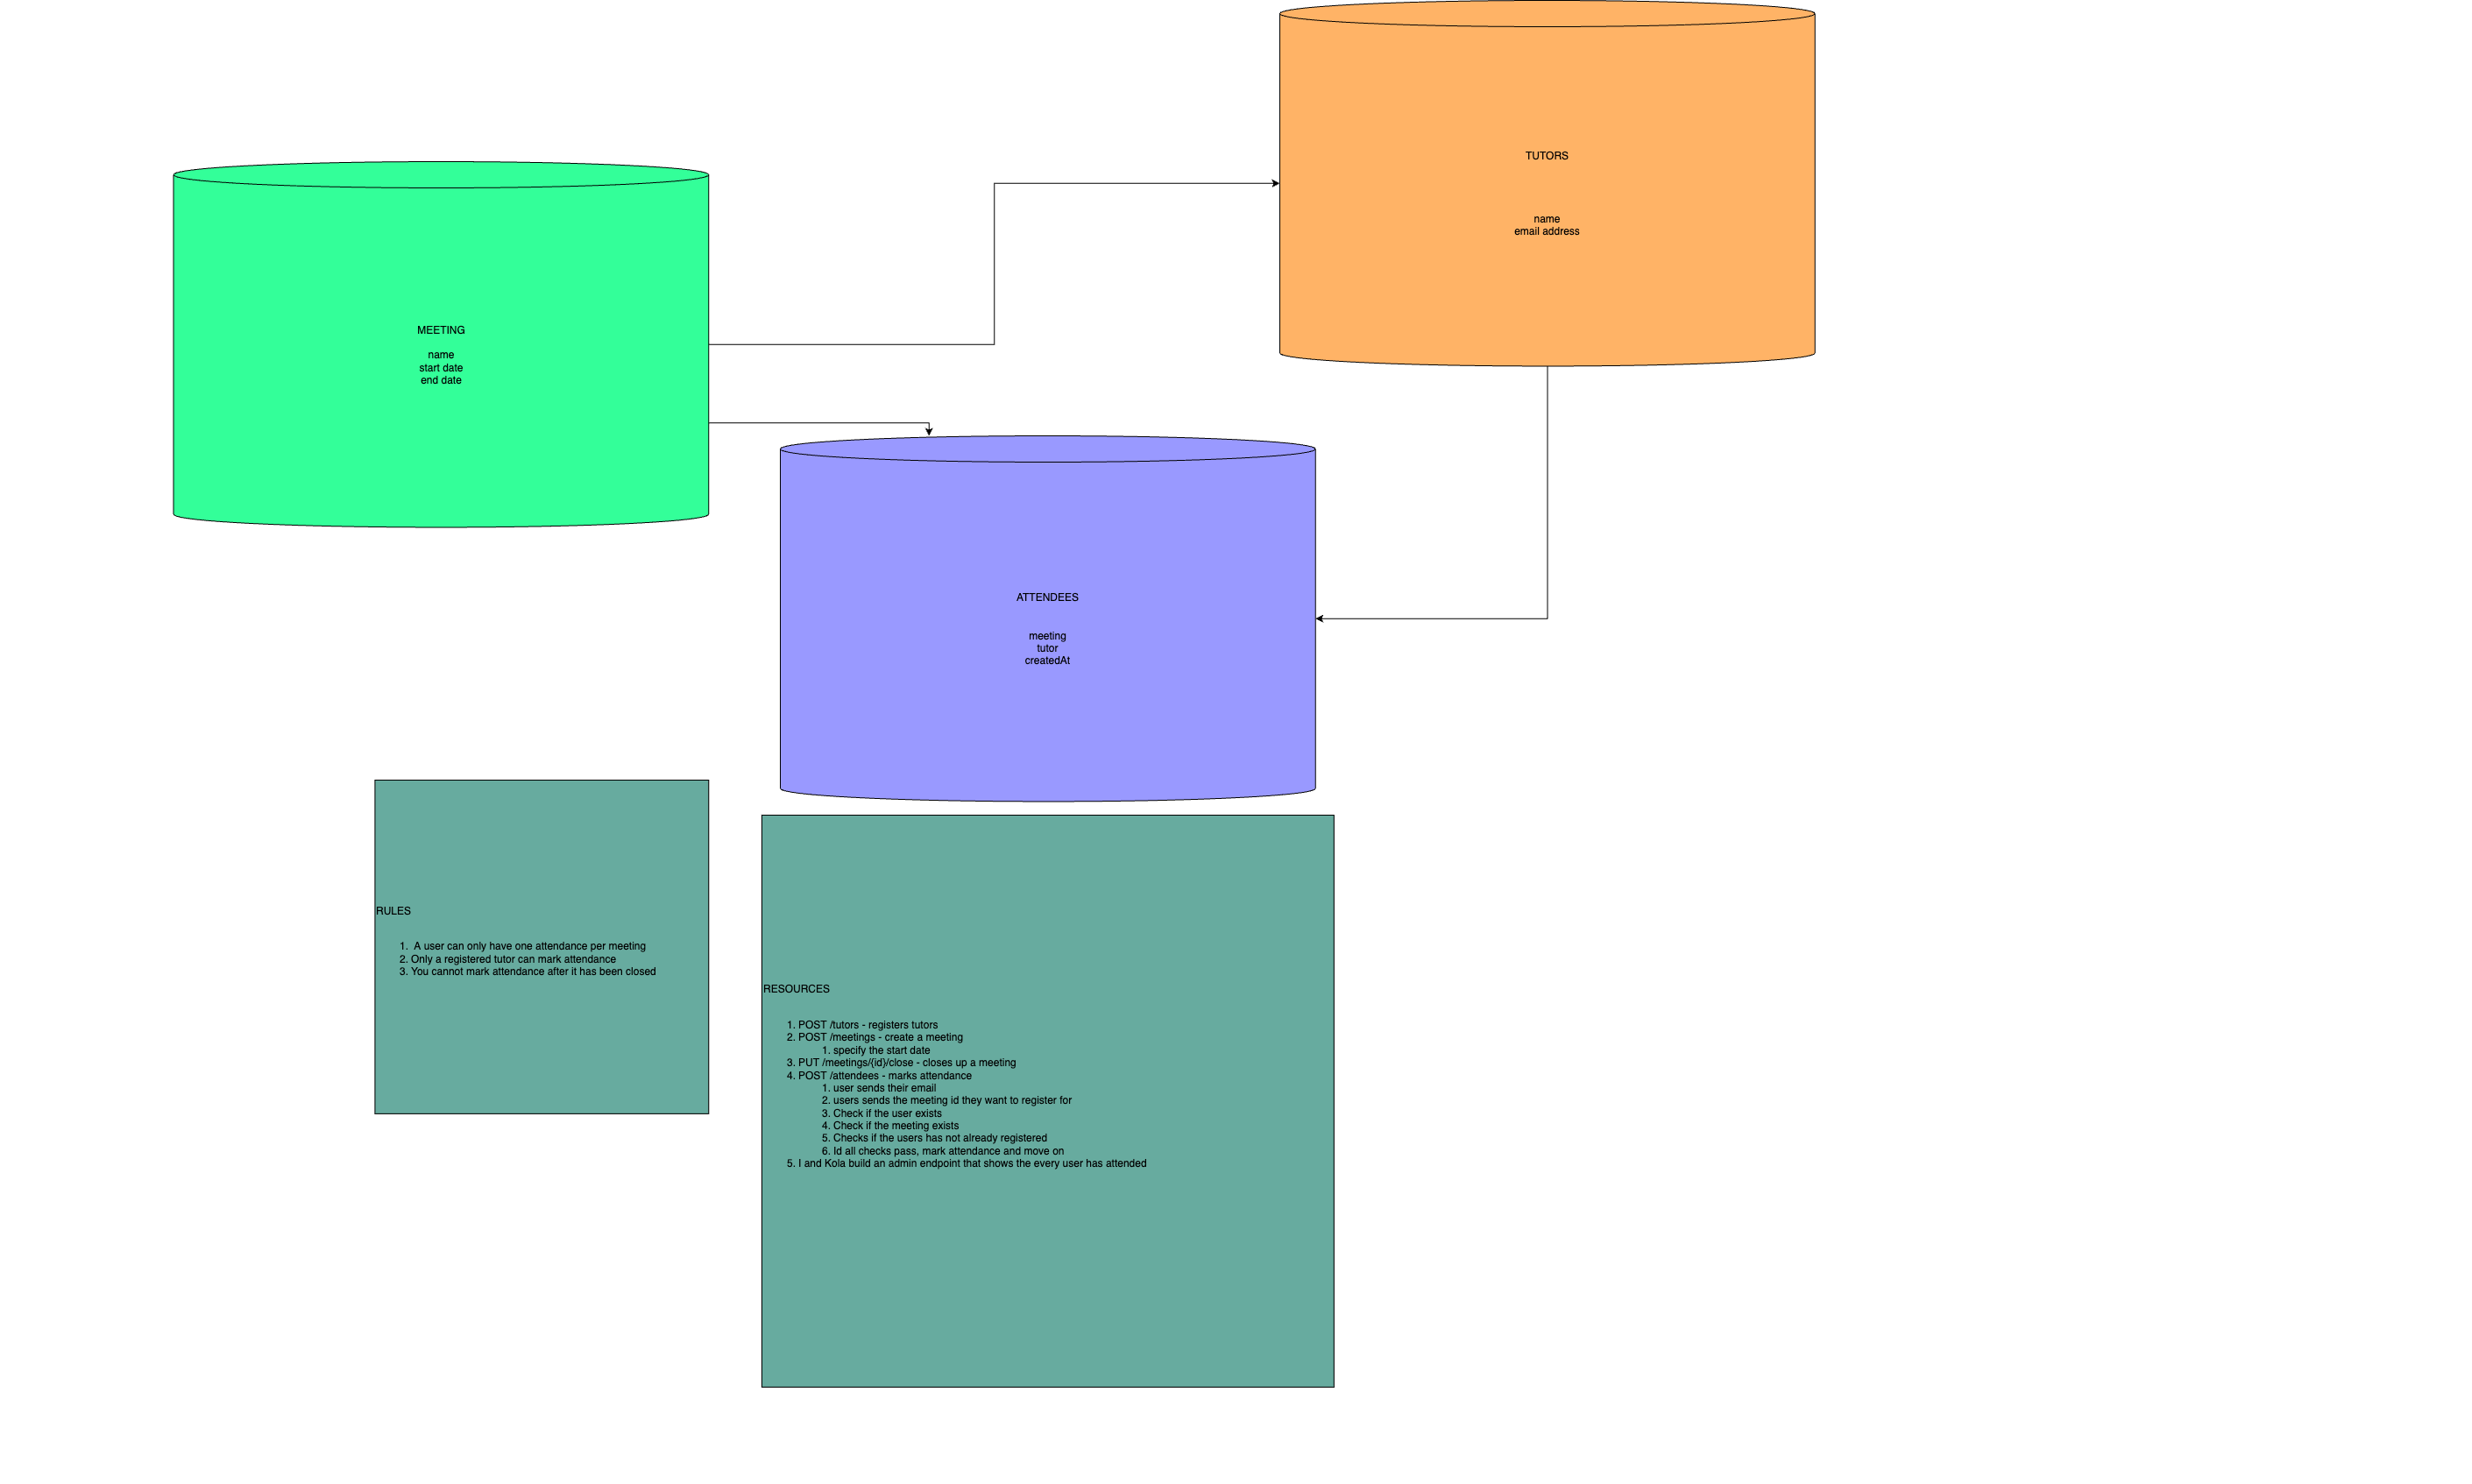 TUTORS
name
email address
MEETING
name
start date
end date
ATTENDEES
meeting
tutor
createdAt
RULES
1. A user can only have one attendance per meeting
2. Only a registered tutor can mark attendance
3. You cannot mark attendance after it has been closed
RESOURCES
1. POST /tutors - registers tutors
2. POST /meetings - create a meeting
1. specify the start date
3. PUT /meetings/{id}/close - closes up a meeting
4. POST /attendees - marks attendance
1. user sends their email
2. users sends the meeting id they want to register for
3. Check if the user exists
4. Check if the meeting exists
5. Checks if the users has not already registered
6. Id all checks pass, mark attendance and move on
5. I and Kola build an admin endpoint that shows the every user has attended